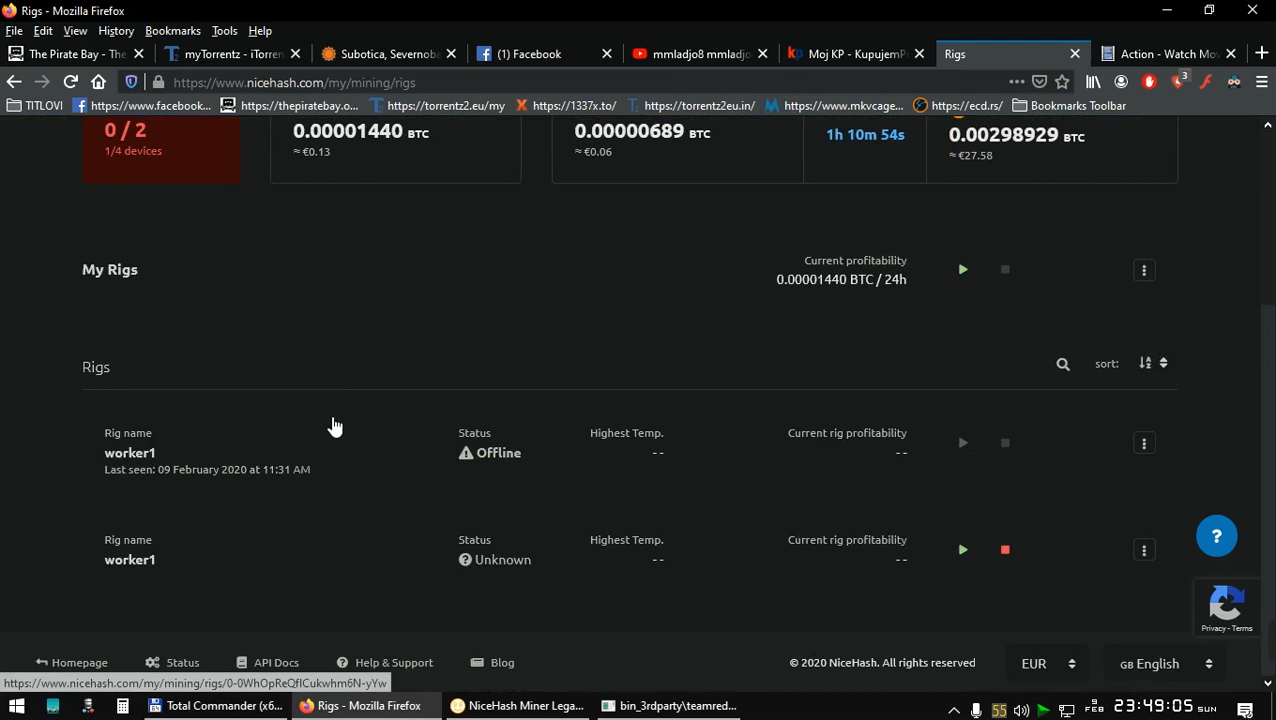 Rigs - Mozilla Firefox
File Edit View History Bookmarks Tools Help
The Pirate Bay - The
myTorrentz - iTorren
Subotica, Severnoba
(1) Facebook
mmladjo8 mmladjo
Moj KP - KupujemP
Rigs
Action - Watch Mov
https://www.nicehash.com/my/mining/rigs
3
TITLOVI
https://www.facebook...
https://thepiratebay.o...
https://torrentz2.eu/my
https://1337x.to/
https://torrentz2eu.in/
https://www.mkvcage...
https://ecd.rs/
Bookmarks Toolbar
0 / 2
1/4 devices
0.00001440 BTC
≈ €0.13
0.00000689 BTC
≈ €0.06
1h 10m 54s
0.00298929 BTC
≈ €27.58
My Rigs
Current profitability
0.00001440 BTC / 24h
Rigs
sort:
Rig name
worker1
Last seen: 09 February 2020 at 11:31 AM
Status
Offline
Highest Temp.
- -
Current rig profitability
- -
Rig name
worker1
Status
Unknown
Highest Temp.
- -
Current rig profitability
- -
?
Privacy - Terms
Homepage
Status
API Docs
Help & Support
Blog
© 2020 NiceHash. All rights reserved
EUR
GB English
https://www.nicehash.com/my/mining/rigs/0-0WhOpReQfICukwhm6N-yYw
Total Commander (x6...
Rigs - Mozilla Firefox
NiceHash Miner Lega...
bin_3rdparty\teamred...
55
ФЕБ
23:49:05 SUN
9